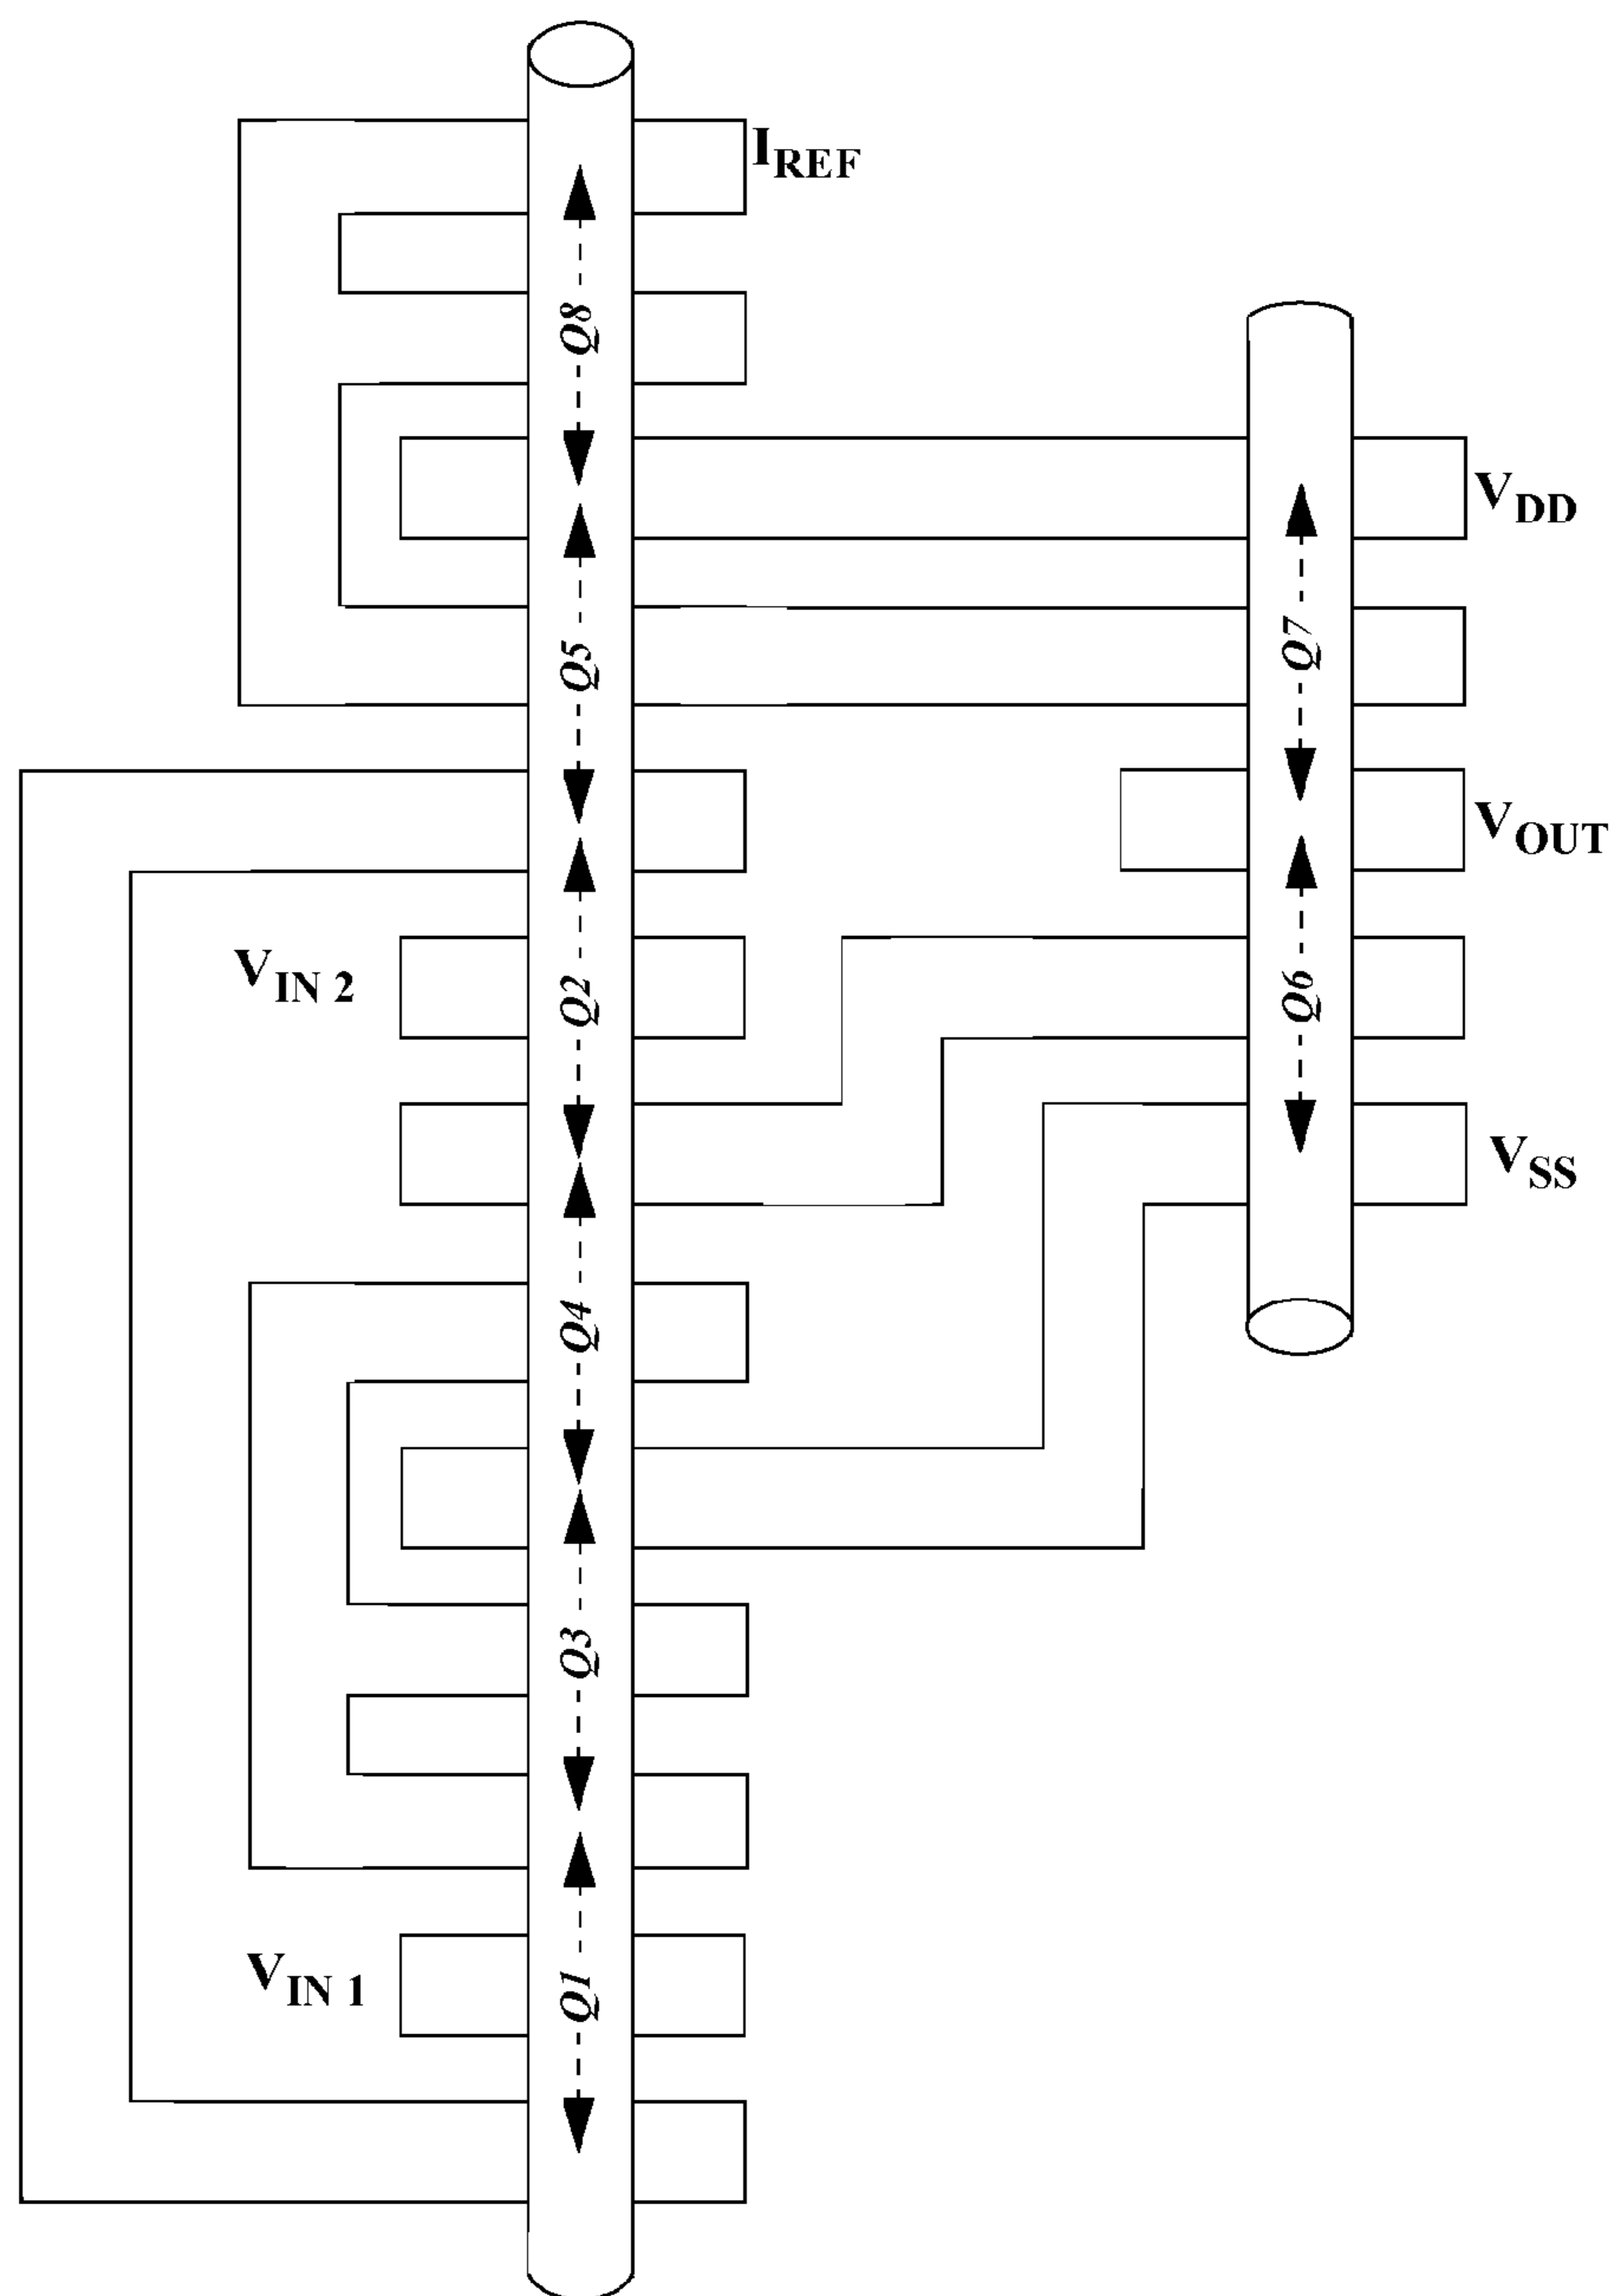 I_REF
Q8
V_DD
Q5
Q7
V_OUT
V_IN 2
Q2
Q6
V_SS
Q4
Q3
V_IN 1
Q1